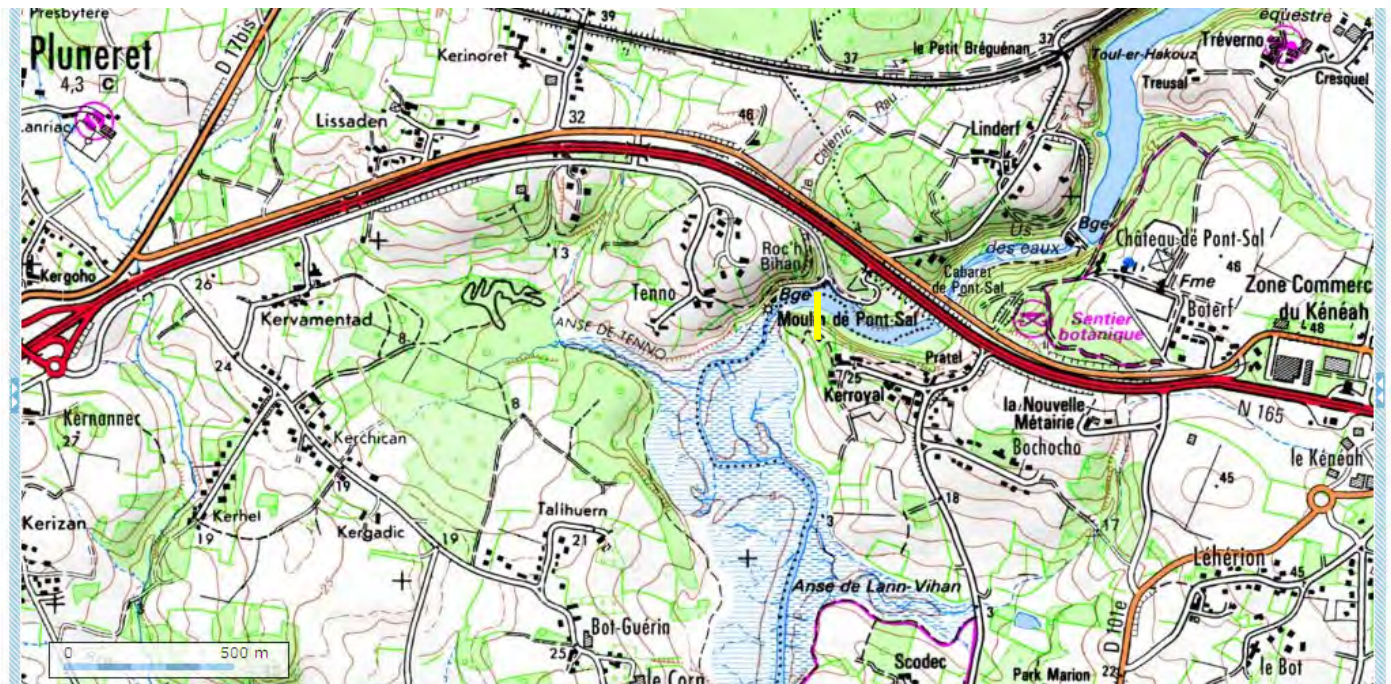 Presbytère
Pluneret
4,3 C
D 17bis
39
Kerinoret
37
le Petit Bréguénan
37
Toul-er-Hakouz
équestre
Tréverno
Treusal
Cresquel
Lissaden
32
46
Calénic Rau
Linderf
Us.
des eaux
Bge
Château de Pont-Sal
46
Fme
Boterf
Zone Commerc
du Kénéah
48
Kergoho
26
13
Roc'h
Bihan
Cabaret
de Pont-Sal
Tenno
Bge
Moulin de Pont-Sal
Santier
botanique
Kervamentad
8
ANSE DE TENNO
24
8
Pratel
25
Kerroyal
N 165
Kernannec
27
la Nouvelle
Métairie
Bochocho
le Kénéah
45
Kerchican
19
Kerhel
19
Kergadic
19
Talihuern
21
18
17
Kerizan
3
Léhérion
45
Anse de Lann-Vihan
3
D 101e
Bot-Guérin
25
le Corn
Scodec
Park Marion
22
le Bot
0
500 m